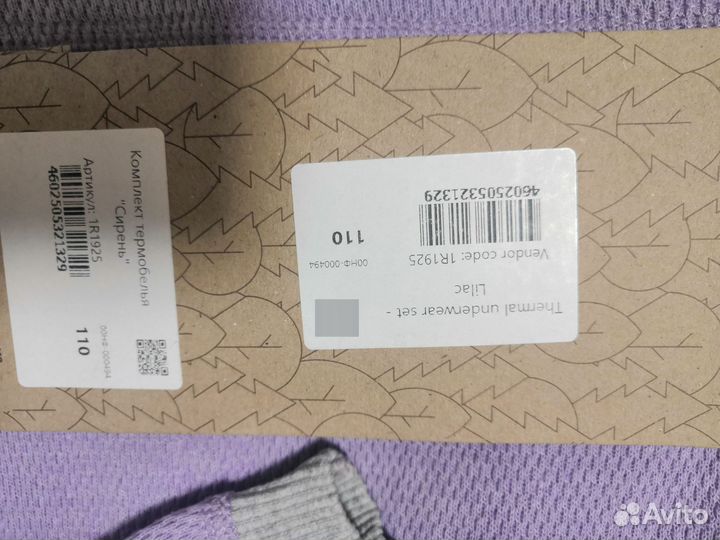 Комплект термобелья
"Сирень"
Артикул: 1R1925
4602505321329
110
00НФ-000494
Thermal underwear set -
Lilac
Vendor code: 1R1925
00НФ-000494
110
4602505321329
Avito